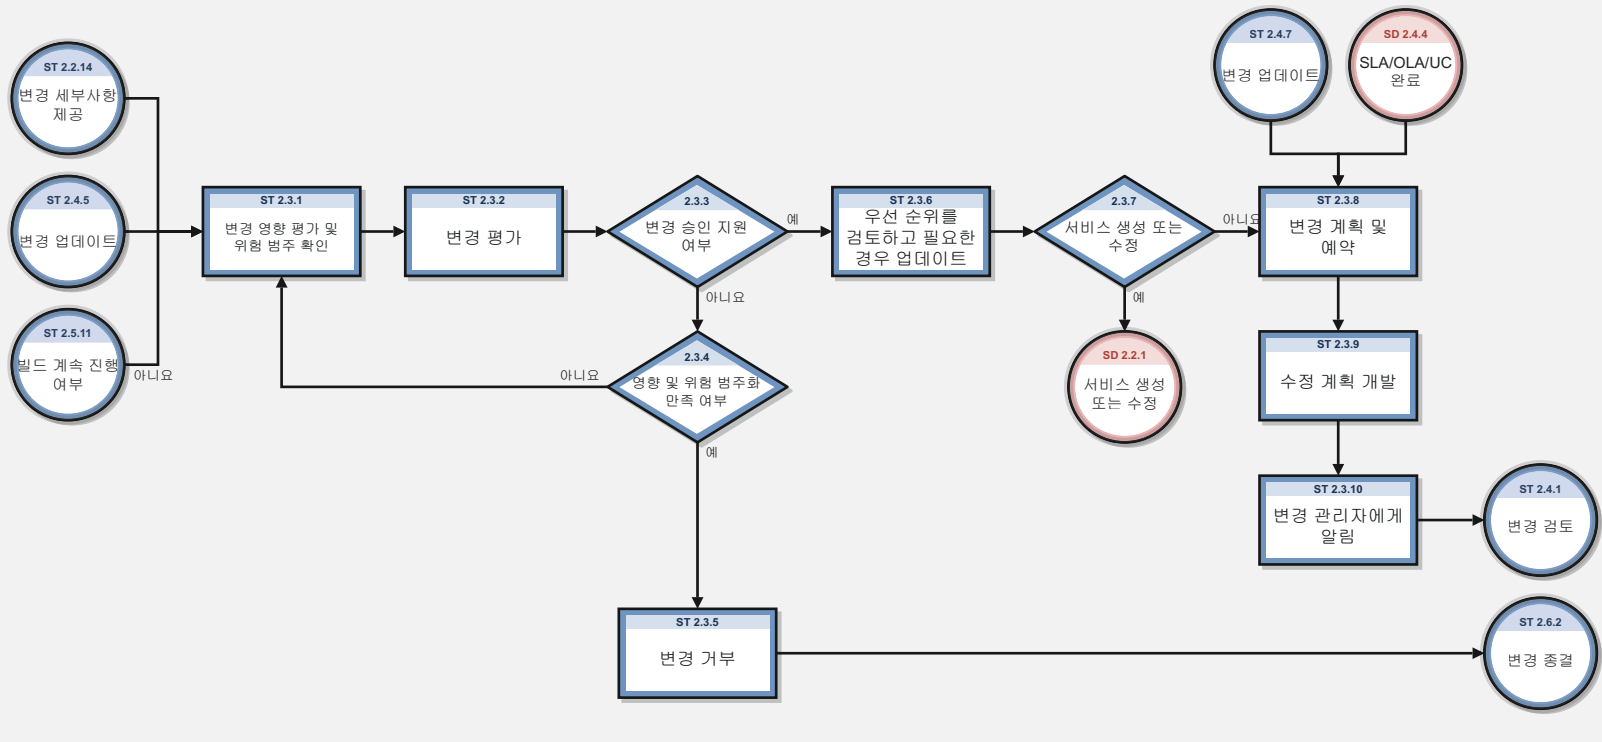 ST 2.4.7
변경 업데이트
SD 2.4.4
SLA/OLA/UC
완료
ST 2.2.14
변경 세부사항
제공
ST 2.4.5
변경 업데이트
ST 2.5.11
빌드 계속 진행
여부
아니요
ST 2.3.1
변경 영향 평가 및
위험 범주 확인
ST 2.3.2
변경 평가
2.3.3
변경 승인 지원
여부
예
아니요
ST 2.3.6
우선 순위를
검토하고 필요한
경우 업데이트
2.3.7
서비스 생성 또는
수정
아니요
예
ST 2.3.8
변경 계획 및
예약
2.3.4
영향 및 위험 범주화
만족 여부
아니요
예
SD 2.2.1
서비스 생성
또는 수정
ST 2.3.9
수정 계획 개발
ST 2.3.10
변경 관리자에게
알림
ST 2.4.1
변경 검토
ST 2.3.5
변경 거부
ST 2.6.2
변경 종결